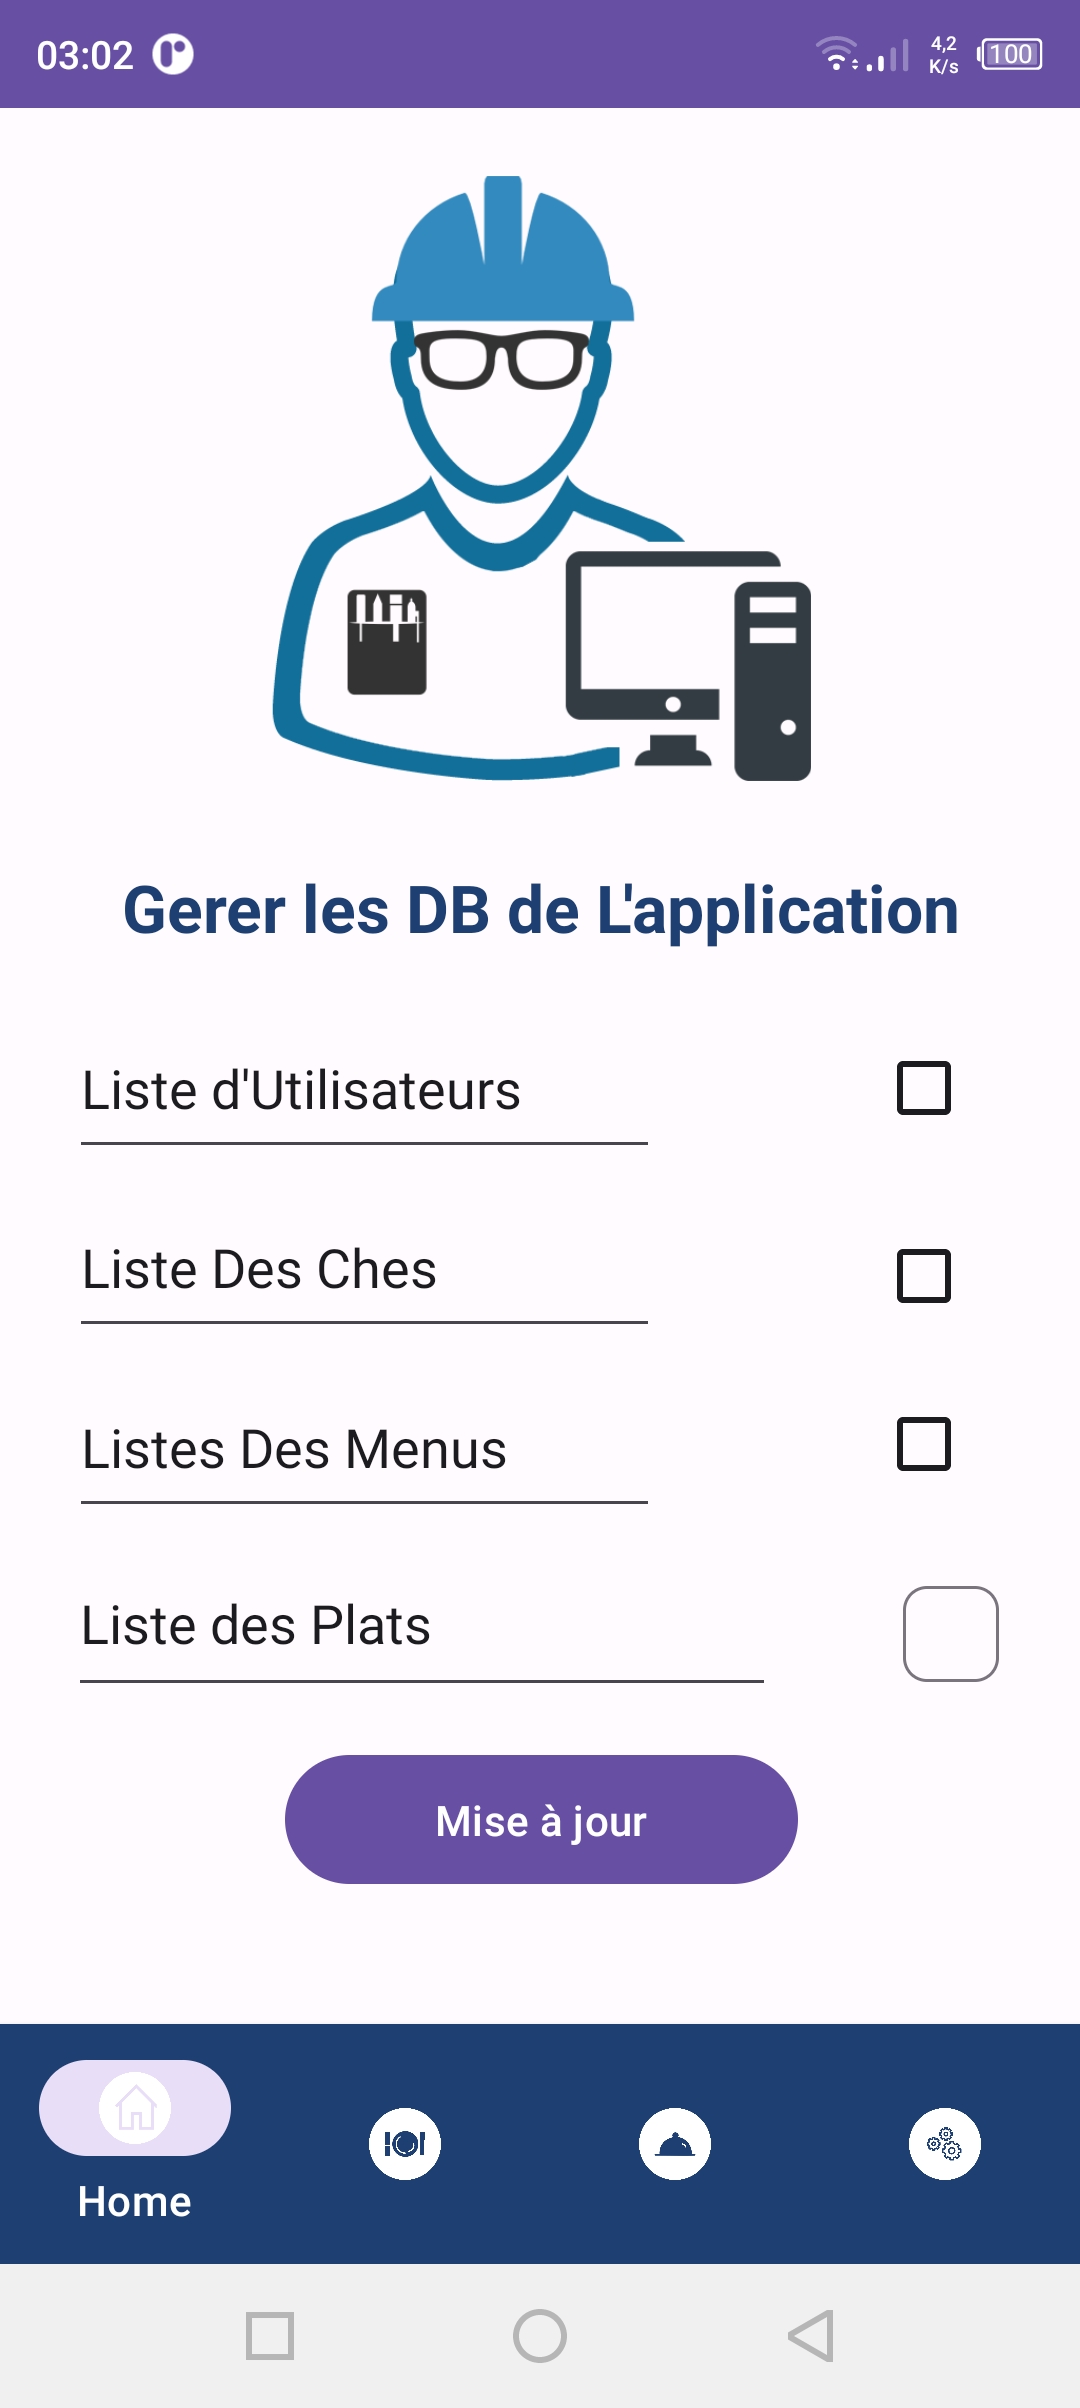 03:02
4,2
K/s
100
Gerer les DB de L'application
Liste d'Utilisateurs
Liste Des Ches
Listes Des Menus
Liste des Plats
Mise à jour
Home